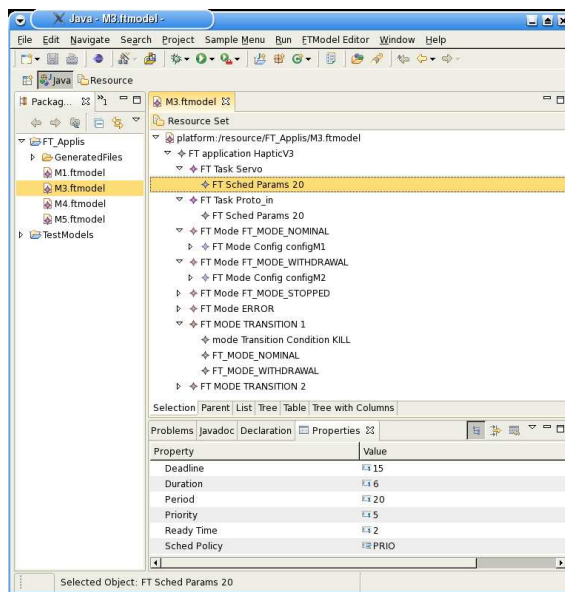 Java - M3.ftmodel
File Edit Navigate Search Project Sample Menu Run FTModel Editor Window Help
Java Resource
Packag... 1
FT_Applis
GeneratedFiles
M1.ftmodel
M3.ftmodel
M4.ftmodel
M5.ftmodel
TestModels
M3.ftmodel
Resource Set
platform:/resource/FT_Applis/M3.ftmodel
FT application HapticV3
FT Task Servo
FT Sched Params 20
FT Task Proto_in
FT Sched Params 20
FT Mode FT_MODE_NOMINAL
FT Mode Config configM1
FT Mode FT_MODE_WITHDRAWAL
FT Mode Config configM2
FT Mode FT_MODE_STOPPED
FT Mode ERROR
FT MODE TRANSITION 1
mode Transition Condition KILL
FT_MODE_NOMINAL
FT_MODE_WITHDRAWAL
FT MODE TRANSITION 2
Selection Parent List Tree Table Tree with Columns
Problems Javadoc Declaration Properties
Property Value
Deadline 15
Duration 6
Period 20
Priority 5
Ready Time 2
Sched Policy PRIO
Selected Object: FT Sched Params 20